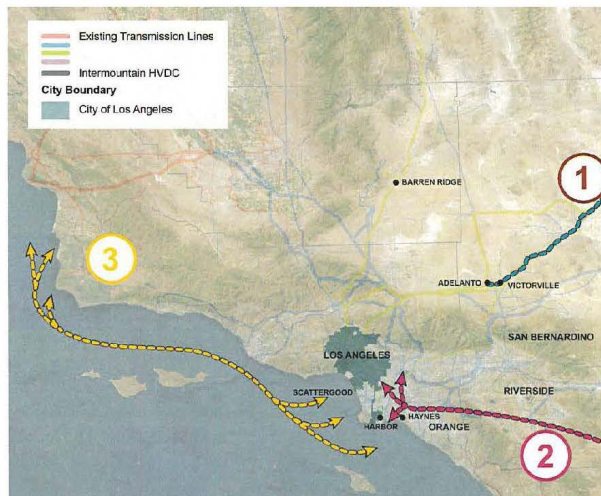 Existing Transmission Lines
Intermountain HVDC
City Boundary
City of Los Angeles
BARREN RIDGE
1
3
ADELANTO
VICTORVILLE
SAN BERNARDINO
LOS ANGELES
RIVERSIDE
SCATTERGOOD
HAYNES
HARBOR
ORANGE
2